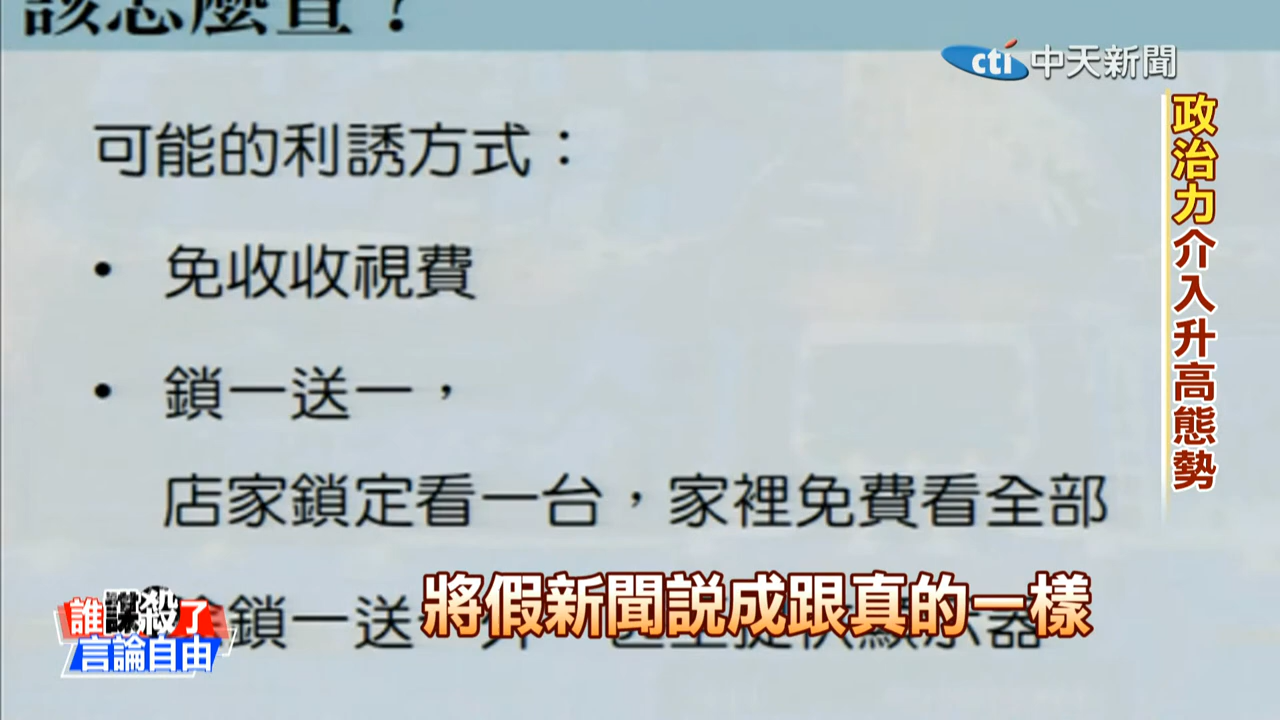 該怎麼查？
cti 中天新聞
可能的利誘方式：
• 免收收視費
• 鎖一送一，
店家鎖定看一台，家裡免費看全部
鎖一送
將假新聞説成跟真的一樣
政治力介入升高態勢
誰謀殺了
言論自由